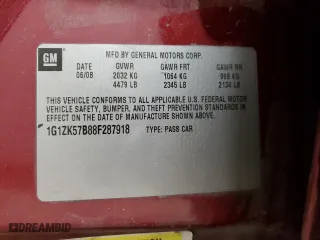 GM
MFD BY GENERAL MOTORS CORP.
DATE GVWR GAWR FRT GAWR RR
06/08 2032 KG 1064 KG 968 KG
4479 LB 2345 LB 2134 LB
THIS VEHICLE CONFORMS TO ALL APPLICABLE U.S. FEDERAL MOTOR
VEHICLE SAFETY, BUMPER, AND THEFT PREVENTION STANDARDS
IN EFFECT ON THE DATE OF MANUFACTURE SHOWN ABOVE.
1G1ZK57B88F287918 TYPE: PASS CAR